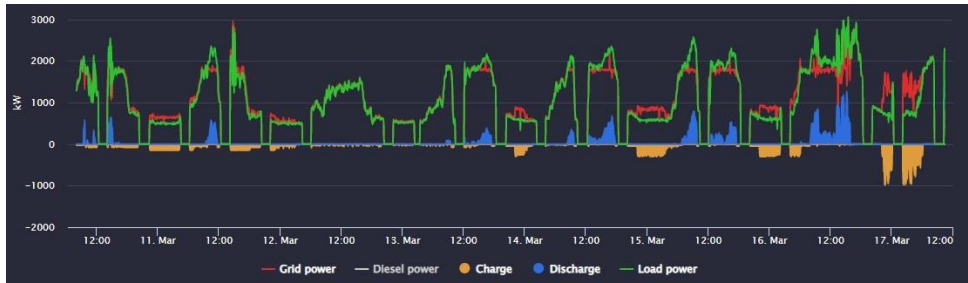 3000
2000
1000
0
-1000
-2000
kW
12:00 11. Mar 12:00 12. Mar 12:00 13. Mar 12:00 14. Mar 12:00 15. Mar 12:00 16. Mar 12:00 17. Mar 12:00
Grid power Diesel power Charge Discharge Load power